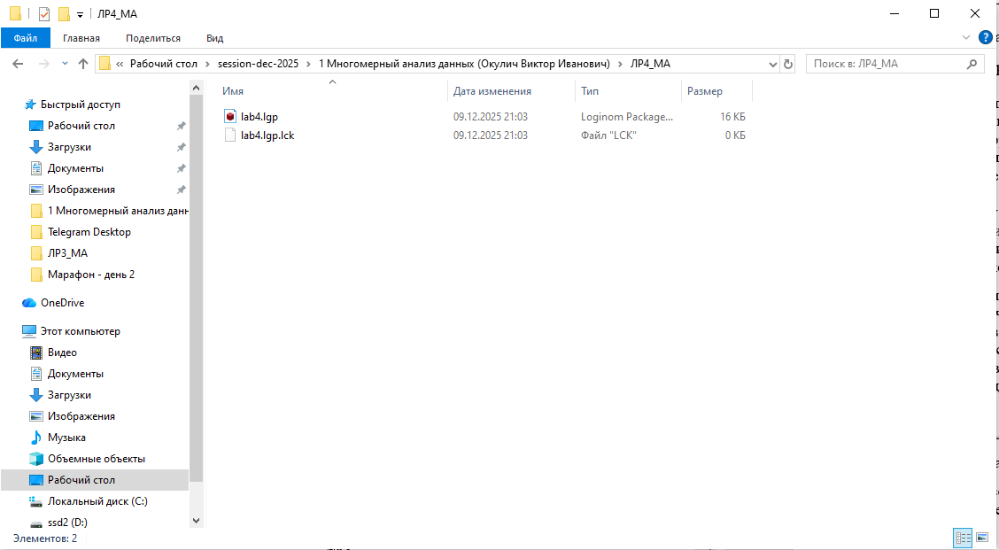 ЛР4_МА
Файл Главная Поделиться Вид
« Рабочий стол › session-dec-2025 › 1 Многомерный анализ данных (Окулич Виктор Иванович) › ЛР4_МА
Поиск в: ЛР4_МА
Имя Дата изменения Тип Размер
lab4.lgp 09.12.2025 21:03 Loginom Package... 16 КБ
lab4.lgp.lck 09.12.2025 21:03 Файл "LCK" 0 КБ
Быстрый доступ
Рабочий стол
Загрузки
Документы
Изображения
1 Многомерный анализ данн
Telegram Desktop
ЛР3_МА
Марафон - день 2
OneDrive
Этот компьютер
Видео
Документы
Загрузки
Изображения
Музыка
Объемные объекты
Рабочий стол
Локальный диск (C:)
ssd2 (D:)
Элементов: 2